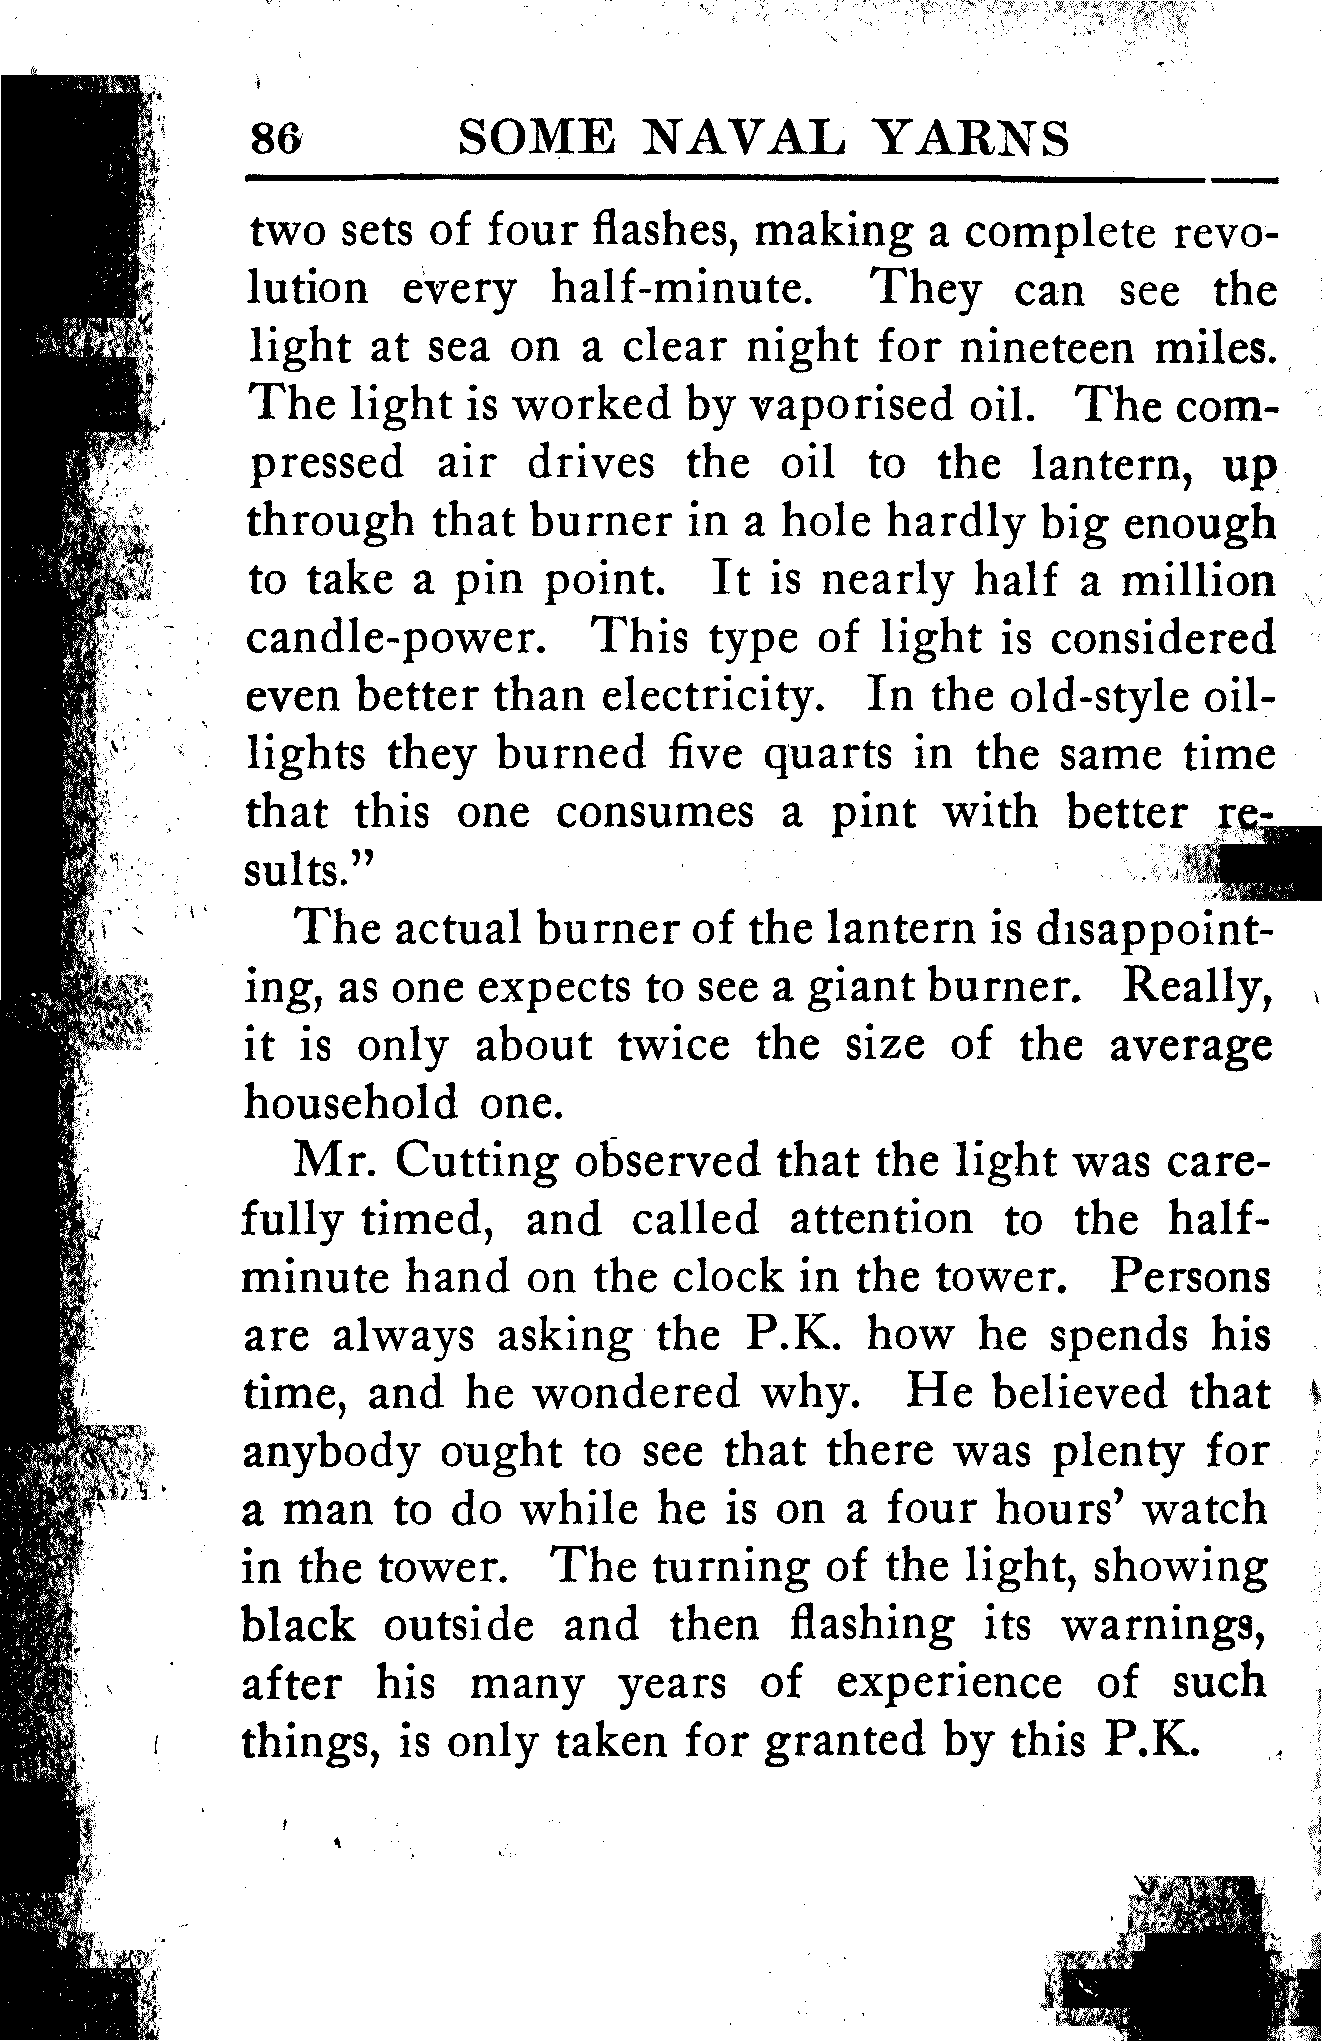 86 SOME NAVAL YARNS
two sets of four flashes, making a complete revo-
lution every half-minute. They can see the
light at sea on a clear night for nineteen miles.
The light is worked by vaporised oil. The com-
pressed air drives the oil to the lantern, up
through that burner in a hole hardly big enough
to take a pin point. It is nearly half a million
candle-power. This type of light is considered
even better than electricity. In the old-style oil-
lights they burned five quarts in the same time
that this one consumes a pint with better re-
sults.”
The actual burner of the lantern is disappoint-
ing, as one expects to see a giant burner. Really,
it is only about twice the size of the average
household one.
Mr. Cutting observed that the light was care-
fully timed, and called attention to the half-
minute hand on the clock in the tower. Persons
are always asking the P.K. how he spends his
time, and he wondered why. He believed that
anybody ought to see that there was plenty for
a man to do while he is on a four hours’ watch
in the tower. The turning of the light, showing
black outside and then flashing its warnings,
after his many years of experience of such
things, is only taken for granted by this P.K.